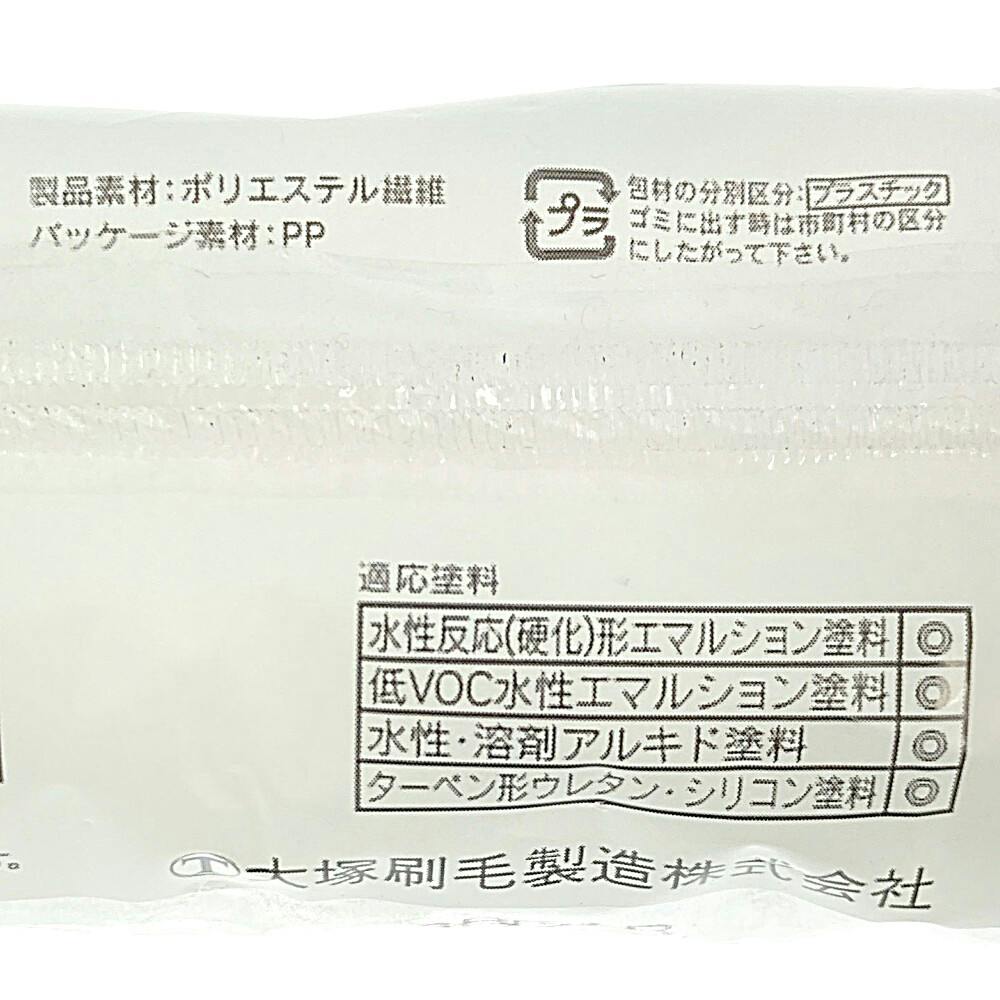 製品素材：ポリエステル繊維
パッケージ素材：PP
プラ
包材の分別区分：プラスチック
ゴミに出す時は市町村の区分
にしたがって下さい。
適応塗料
水性反応(硬化)形エマルション塗料 ◎
低VOC水性エマルション塗料 ◎
水性・溶剤アルキド塗料 ◎
ターペン形ウレタン・シリコン塗料 ◎
す。
大塚刷毛製造株式会社